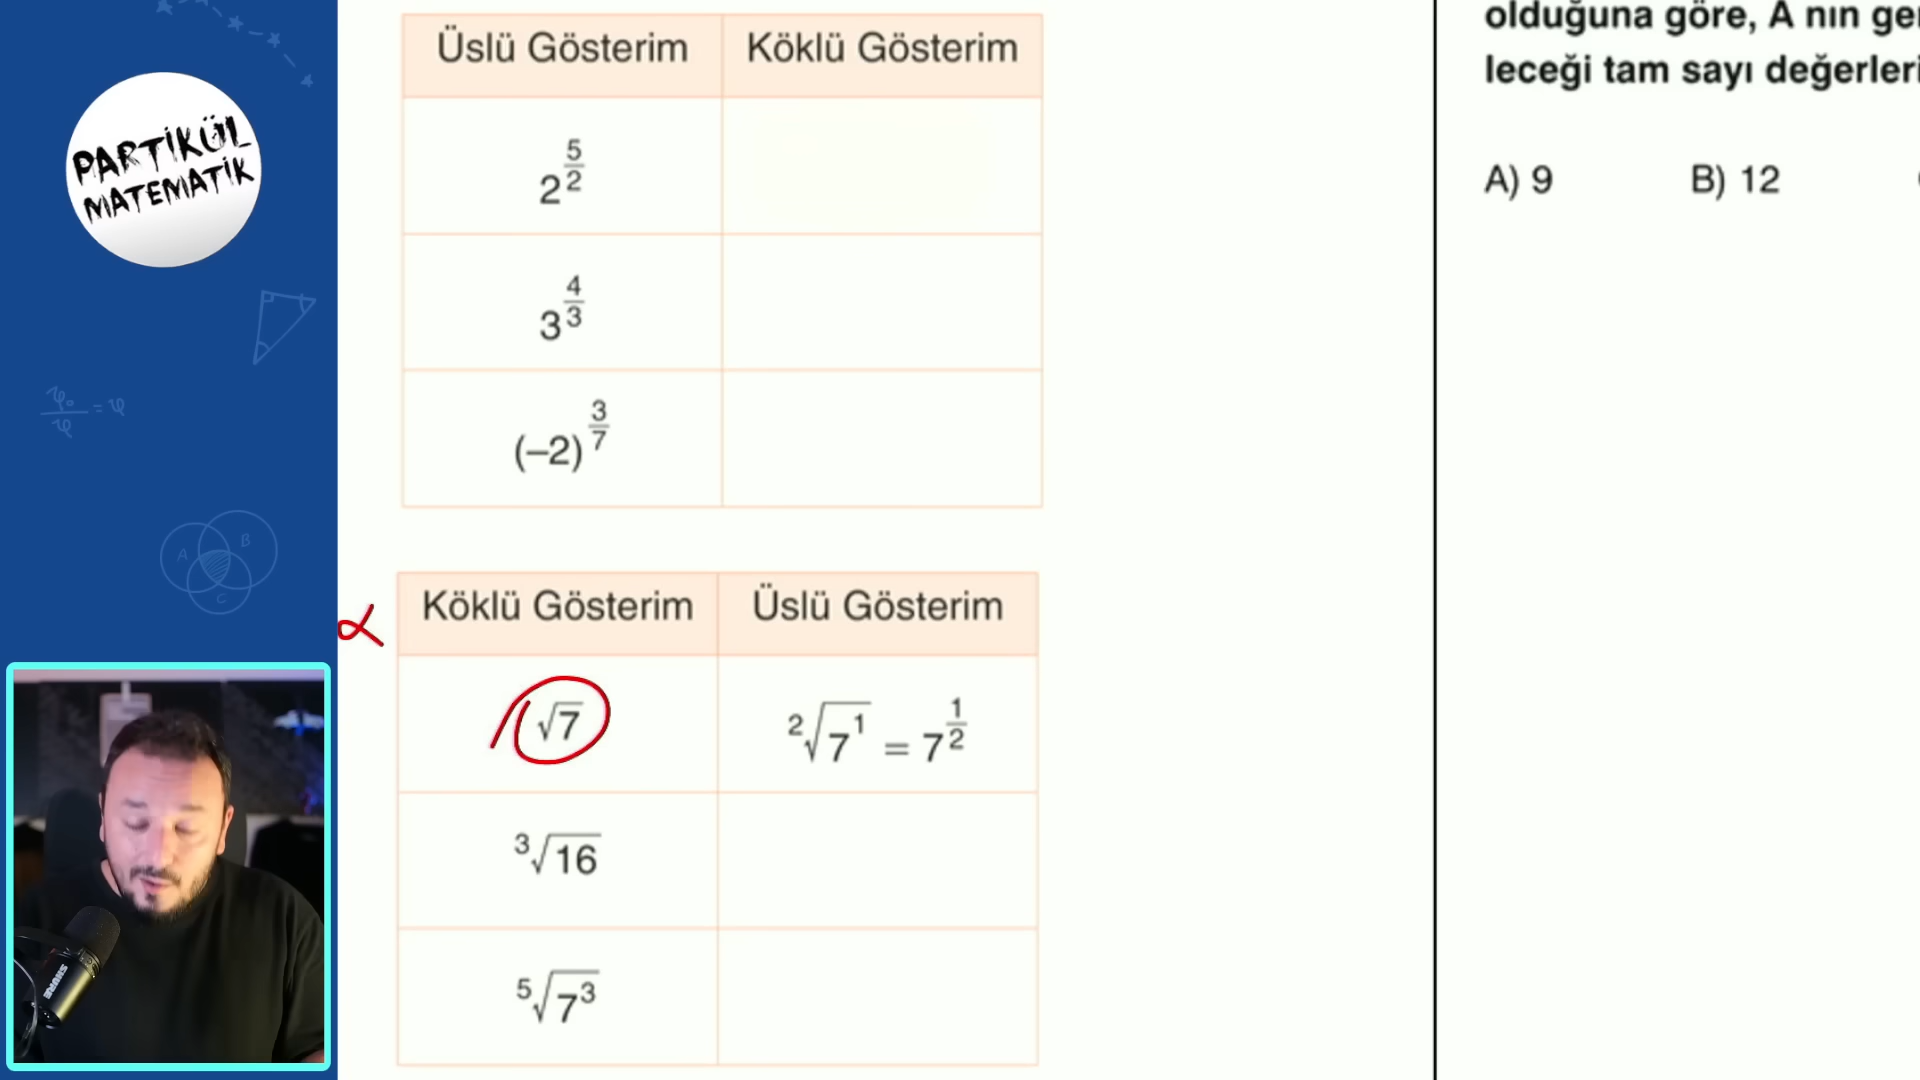 PARTİKÜL
MATEMATİK
Üslü Gösterim Köklü Gösterim
2^{5/2}
3^{4/3}
(–2)^{3/7}
Köklü Gösterim Üslü Gösterim
√7 ²√7¹ = 7^{1/2}
³√16
⁵√7³
olduğuna göre, A nın
leceği tam sayı değerleri
A) 9 B) 12
A
B
C
SHURE